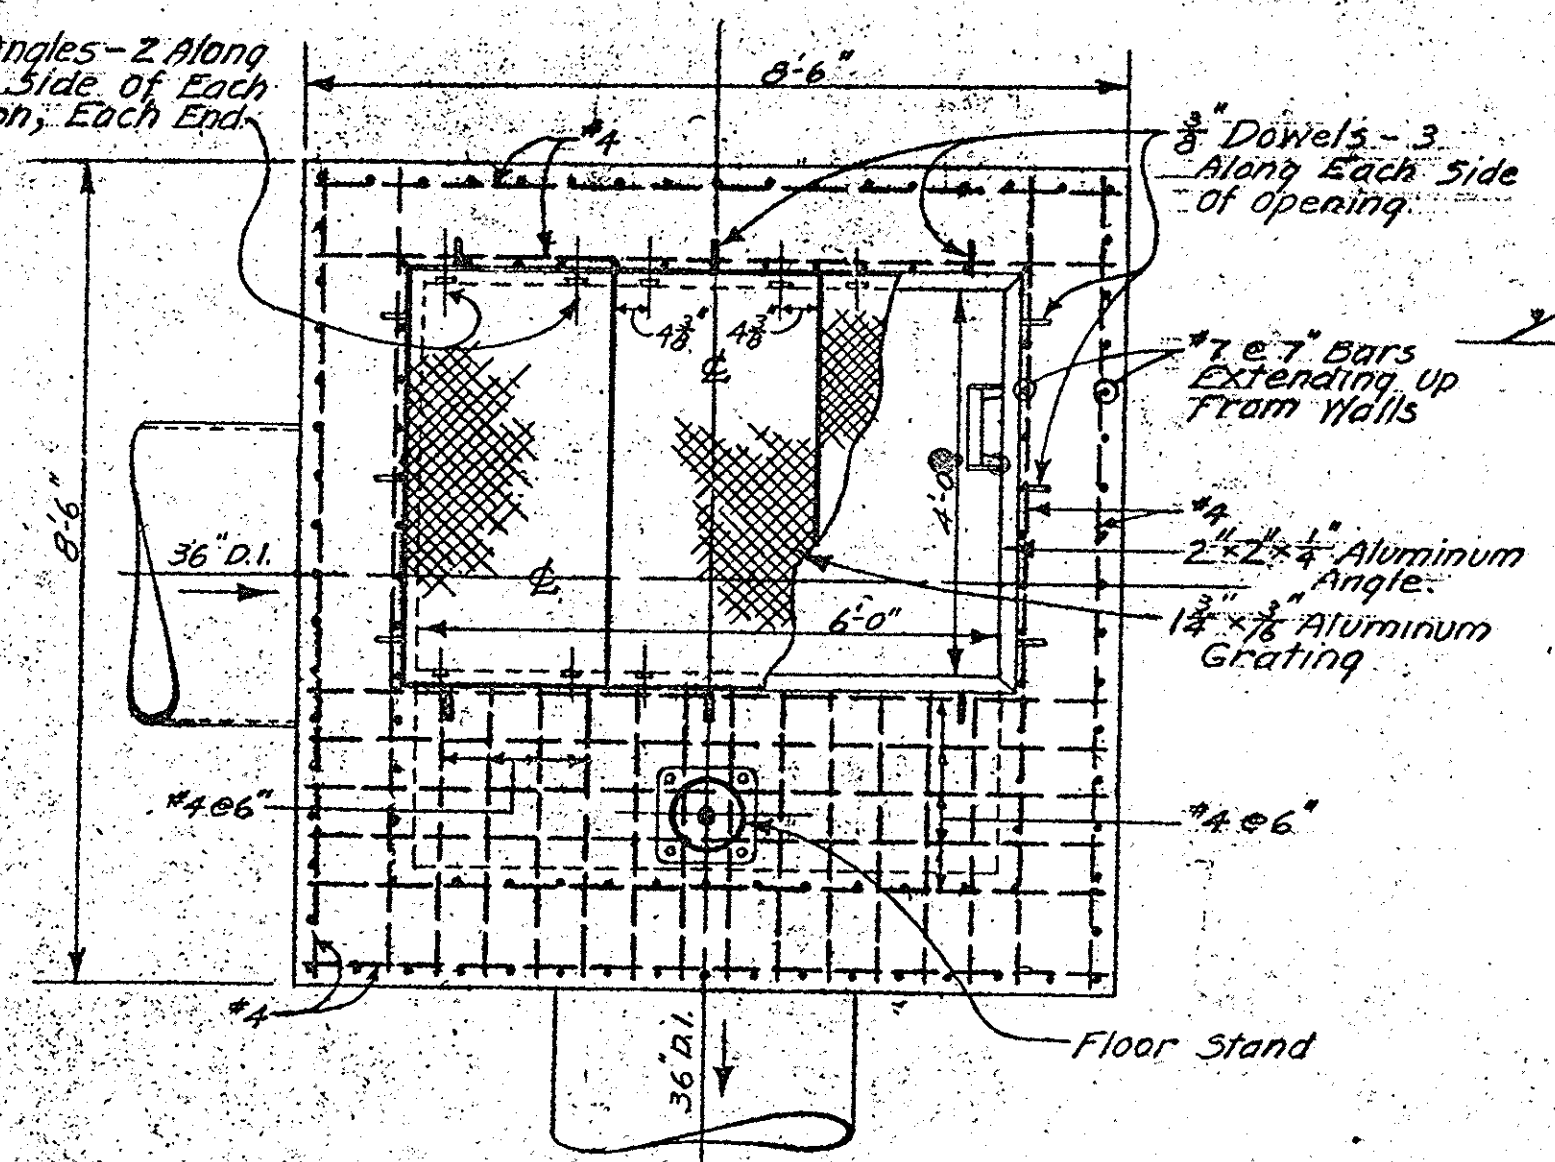 ngles - 2 Along
Side Of Each
on, Each End.
8'-6"
#4
3/8" Dowels - 3
Along Each Side
Of Opening.
4 3/8"
4 3/8"
℄
#7 @ 7" Bars
Extending Up
From Walls
8'-6"
36" D.I.
℄
4'-0"
6'-0"
#4
2" x 2" x 1/4" Aluminum
Angle.
1 3/4" x 3/16" Aluminum
Grating
#4 @ 6"
#4 @ 6"
#4
36" D.I.
Floor Stand